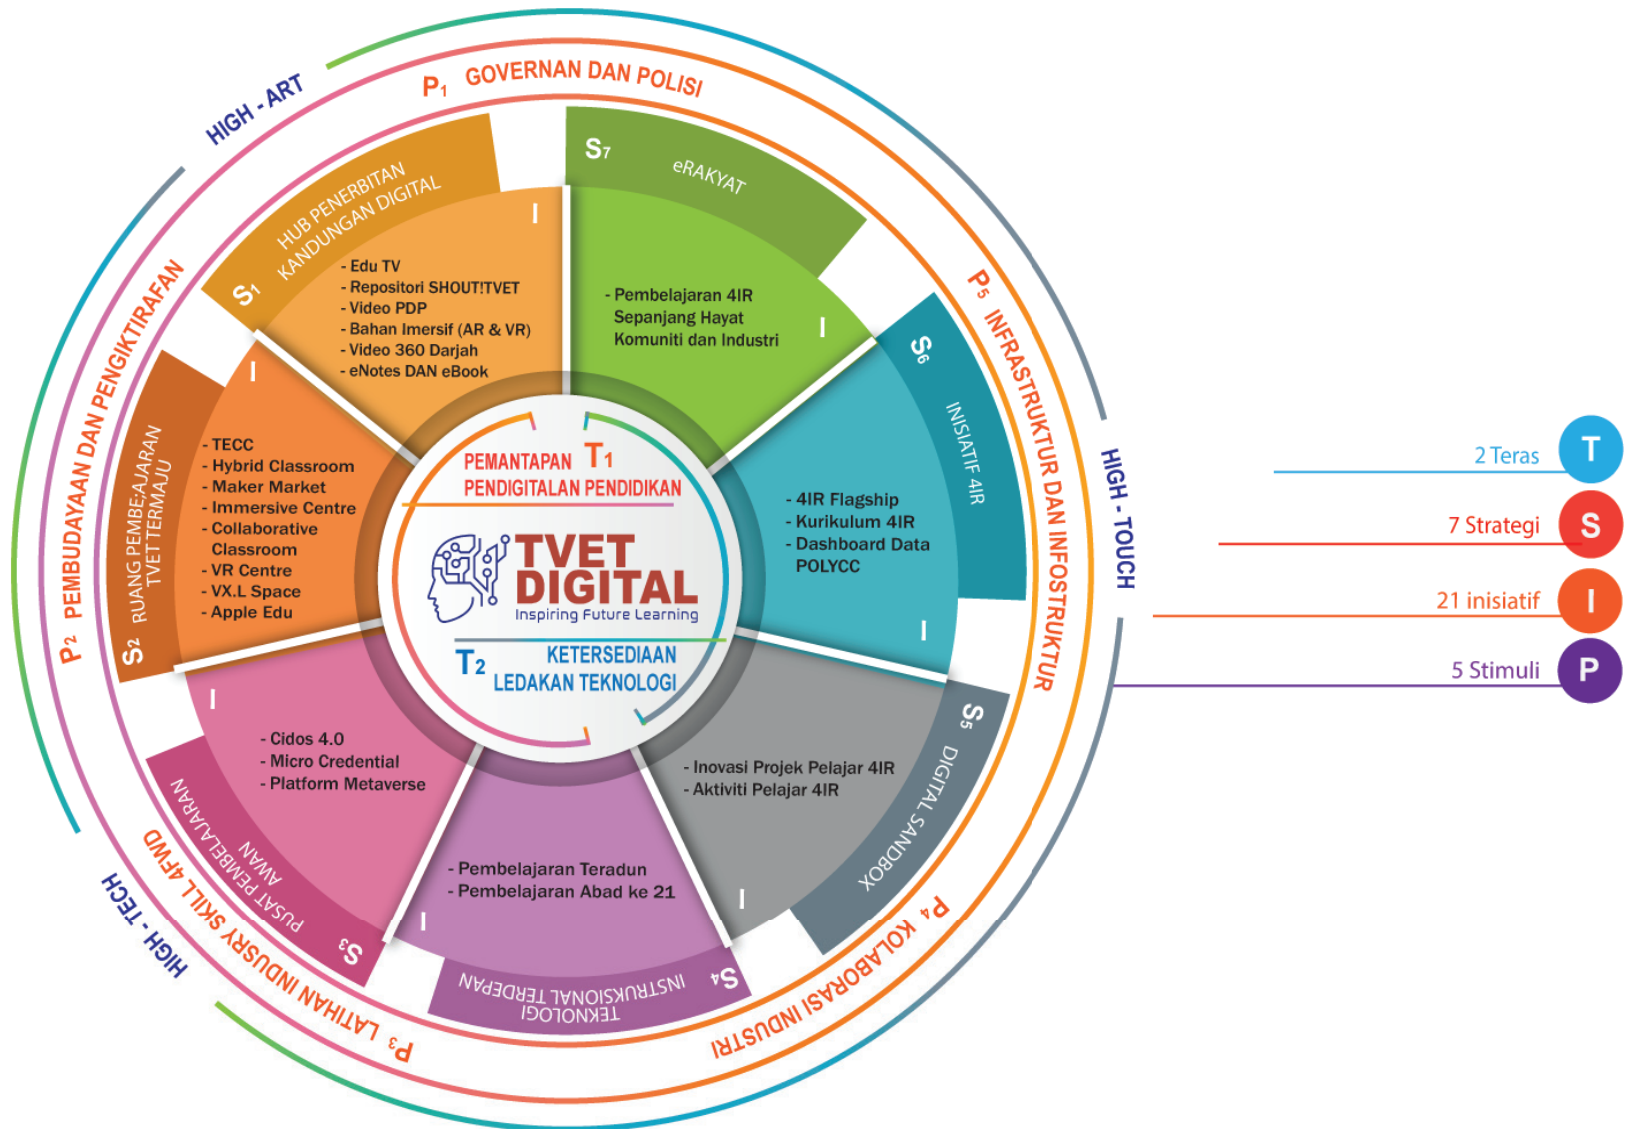 HIGH - ART
P1 GOVERNAN DAN POLISI
S1 HUB PENERBITAN
KANDUNGAN DIGITAL
I
- Edu TV
- Repositori SHOUT!TVET
- Video PDP
- Bahan Imersif (AR & VR)
- Video 360 Darjah
- eNotes DAN eBook
S7 eRAKYAT
- Pembelajaran 4IR
Sepanjang Hayat
Komuniti dan Industri
I
P5 INFRASTRUKTUR DAN INFOSTRUKTUR
S6 INISIATIF 4IR
- 4IR Flagship
- Kurikulum 4IR
- Dashboard Data
POLYCC
I
HIGH - TOUCH
P2 PEMBUDAYAAN DAN PENGIKTIRAFAN
S2 RUANG PEMBE;AJARAN
TVET TERMAJU
I
- TECC
- Hybrid Classroom
- Maker Market
- Immersive Centre
- Collaborative
Classroom
- VR Centre
- VX.L Space
- Apple Edu
PEMANTAPAN T1
PENDIGITALAN PENDIDIKAN
TVET
DIGITAL
Inspiring Future Learning
T2 KETERSEDIAAN
LEDAKAN TEKNOLOGI
I
- Cidos 4.0
- Micro Credential
- Platform Metaverse
S3 PUSAT PEMBELAJARAN
AWAN
HIGH - TECH
P3 LATIHAN INDUSRY SKILL 4FWD
- Pembelajaran Teradun
- Pembelajaran Abad ke 21
I
S4 TEKNOLOGI
INSTRUKSIONAL TERDEPAN
- Inovasi Projek Pelajar 4IR
- Aktiviti Pelajar 4IR
I
S5 DIGITAL SANDBOX
P4 KOLABORASI INDUSTRI
2 Teras T
7 Strategi S
21 inisiatif I
5 Stimuli P